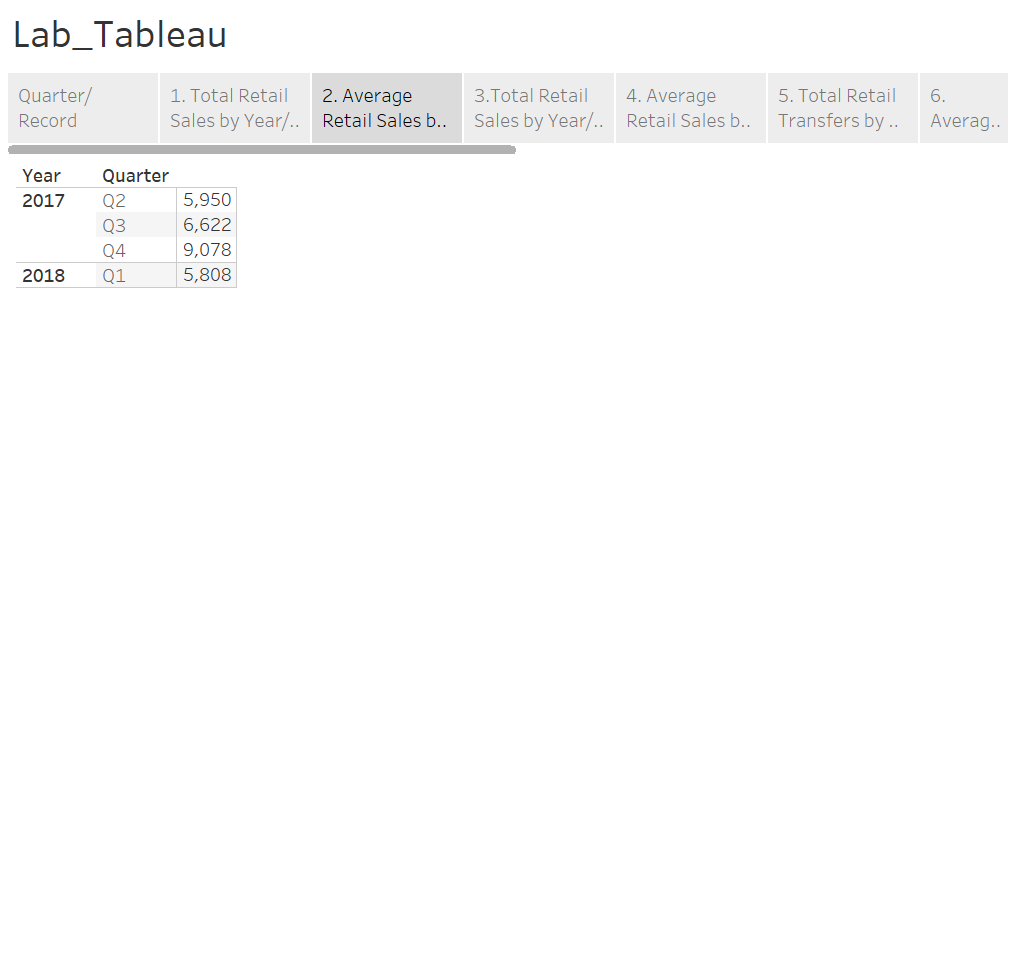 Lab_Tableau
Quarter/ 1. Total Retail 2. Average 3.Total Retail 4. Average 5. Total Retail 6.
Record Sales by Year/.. Retail Sales b.. Sales by Year/.. Retail Sales b.. Transfers by .. Averag..
Year Quarter
2017 Q2 5,950
Q3 6,622
Q4 9,078
2018 Q1 5,808